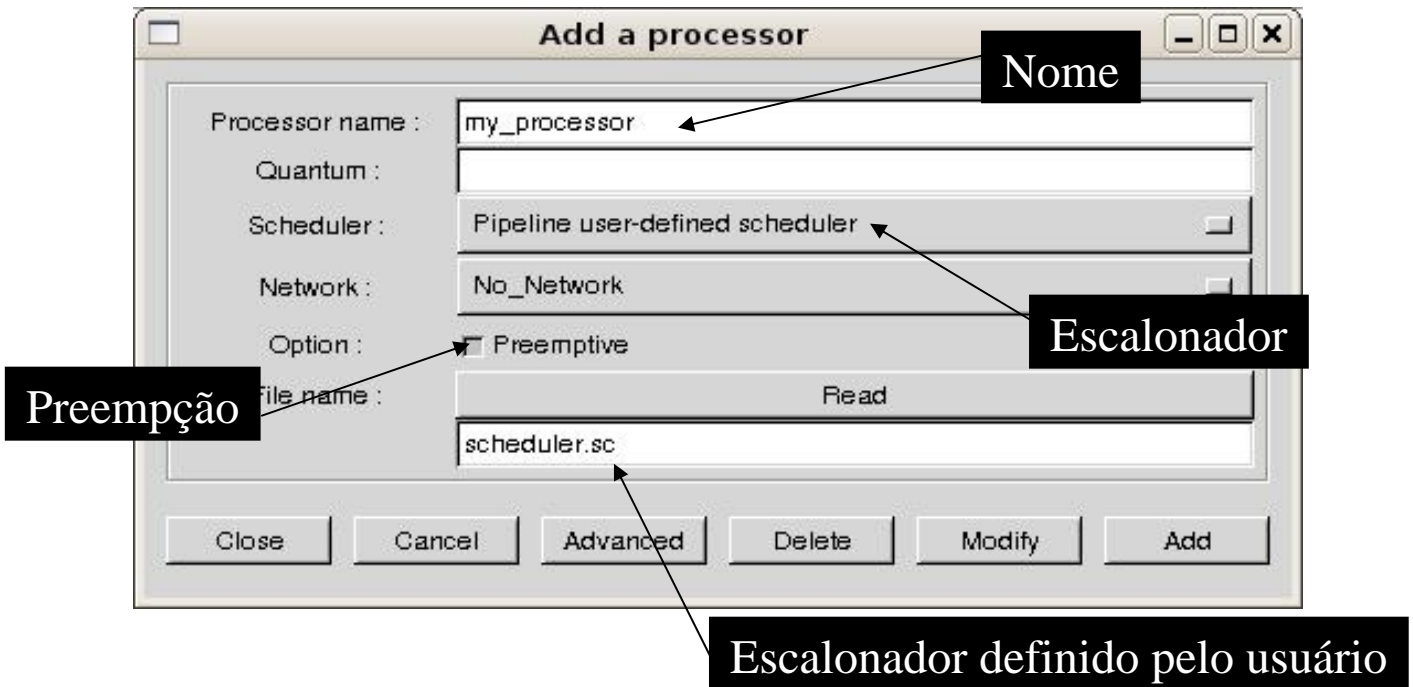 Add a processor
Nome
Processor name :
my_processor
Quantum :
Scheduler :
Pipeline user-defined scheduler
Network :
No_Network
Escalonador
Option :
Preemptive
Preempção
File name :
Read
scheduler.sc
Close Cancel Advanced Delete Modify Add
Escalonador definido pelo usuário